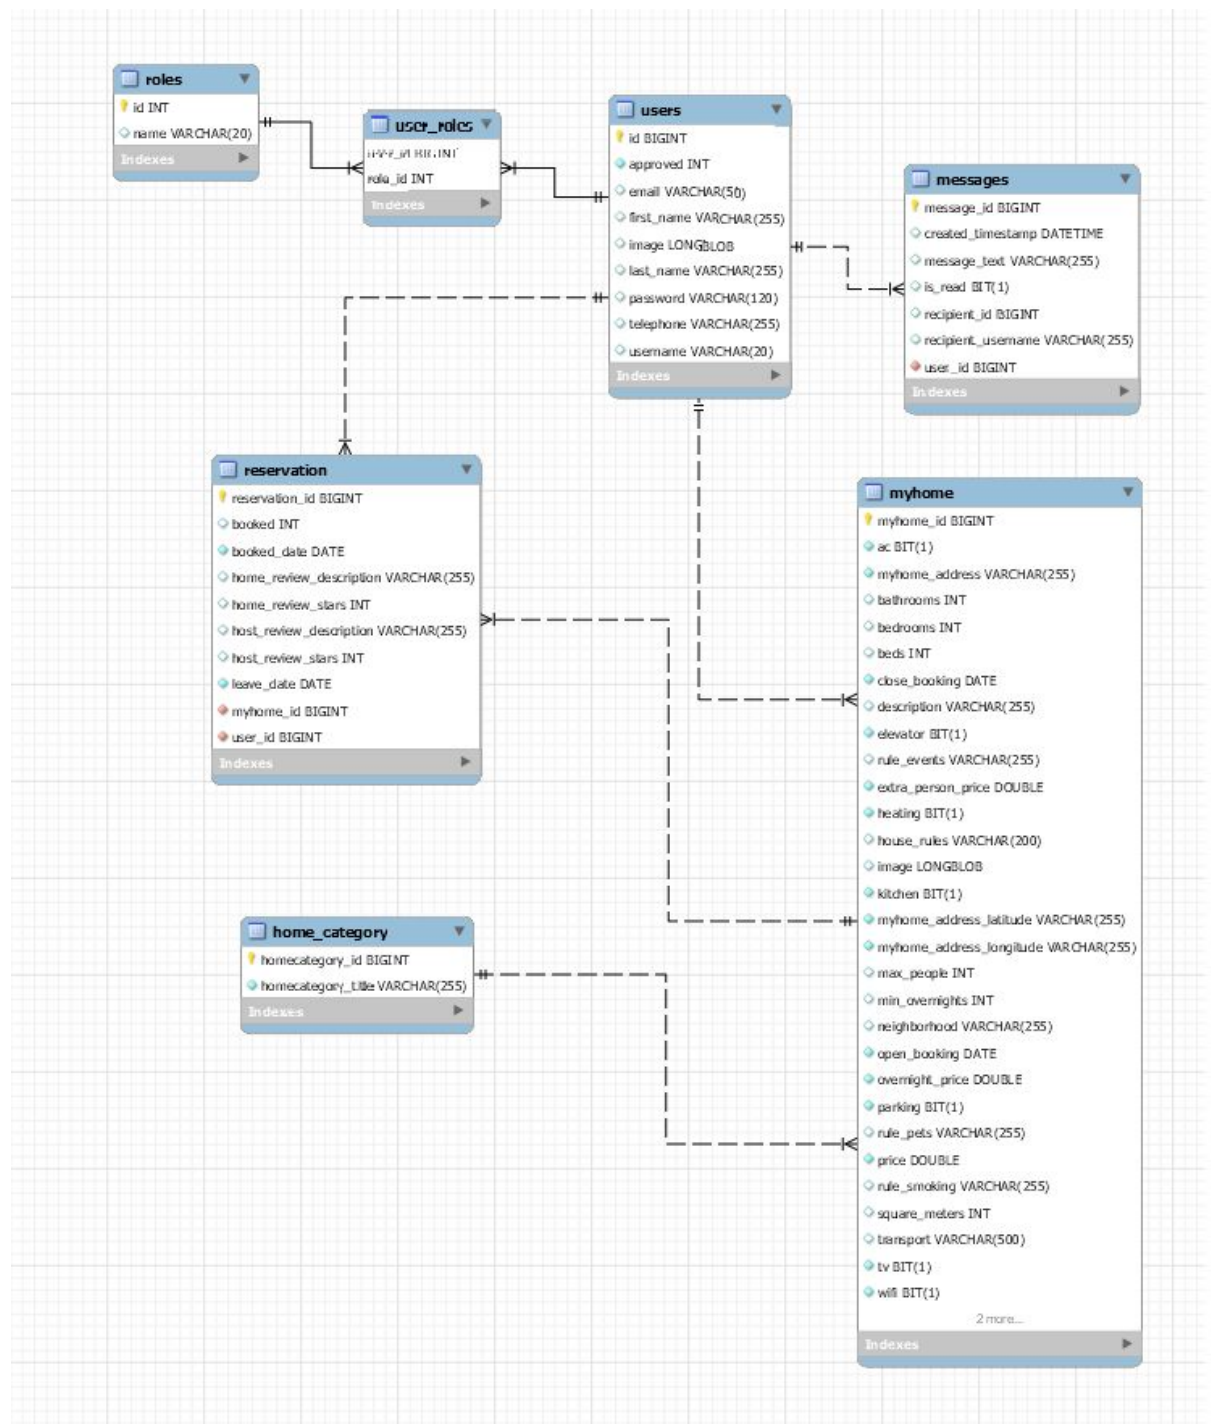 roles
id INT
name VARCHAR(20)
Indexes
user_roles
user_id BIGINT
role_id INT
Indexes
users
id BIGINT
approved INT
email VARCHAR(50)
first_name VARCHAR(255)
image LONGBLOB
last_name VARCHAR(255)
password VARCHAR(120)
telephone VARCHAR(255)
username VARCHAR(20)
Indexes
messages
message_id BIGINT
created_timestamp DATETIME
message_text VARCHAR(255)
is_read BIT(1)
recipient_id BIGINT
recipient_username VARCHAR(255)
user_id BIGINT
Indexes
reservation
reservation_id BIGINT
booked INT
booked_date DATE
home_review_description VARCHAR(255)
home_review_stars INT
host_review_description VARCHAR(255)
host_review_stars INT
leave_date DATE
myhome_id BIGINT
user_id BIGINT
Indexes
myhome
myhome_id BIGINT
ac BIT(1)
myhome_address VARCHAR(255)
bathrooms INT
bedrooms INT
beds INT
close_booking DATE
description VARCHAR(255)
elevator BIT(1)
rule_events VARCHAR(255)
extra_person_price DOUBLE
heating BIT(1)
house_rules VARCHAR(200)
image LONGBLOB
kitchen BIT(1)
myhome_address_latitude VARCHAR(255)
myhome_address_longitude VARCHAR(255)
max_people INT
min_overnights INT
neighborhood VARCHAR(255)
open_booking DATE
overnight_price DOUBLE
parking BIT(1)
rule_pets VARCHAR(255)
price DOUBLE
rule_smoking VARCHAR(255)
square_meters INT
transport VARCHAR(500)
tv BIT(1)
wifi BIT(1)
2 more...
Indexes
home_category
homecategory_id BIGINT
homecategory_title VARCHAR(255)
Indexes